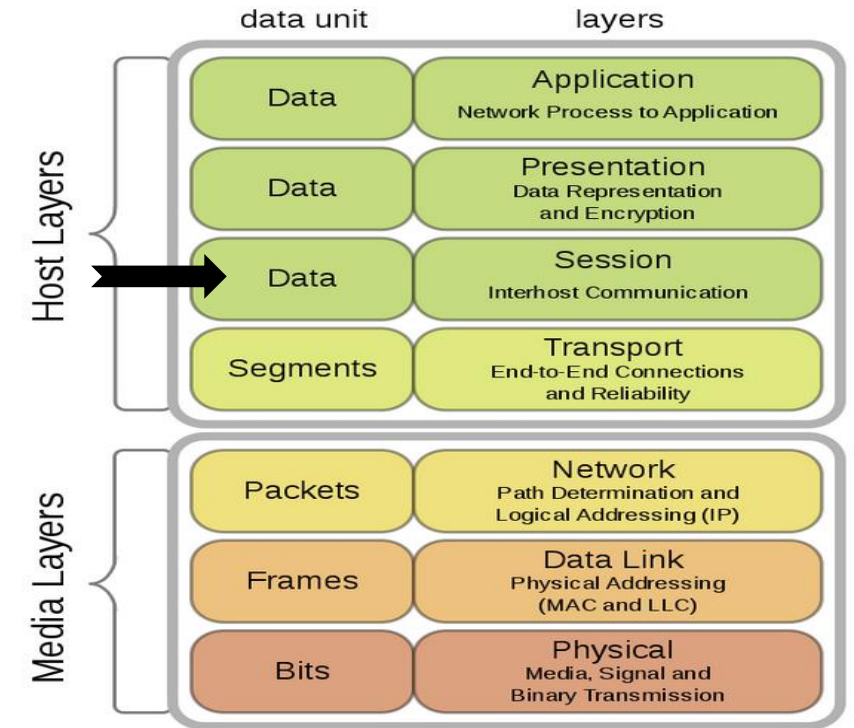 data unit layers
Host Layers
Data Application
Network Process to Application
Data Presentation
Data Representation
and Encryption
Data Session
Interhost Communication
Segments Transport
End-to-End Connections
and Reliability
Media Layers
Packets Network
Path Determination and
Logical Addressing (IP)
Frames Data Link
Physical Addressing
(MAC and LLC)
Bits Physical
Media, Signal and
Binary Transmission